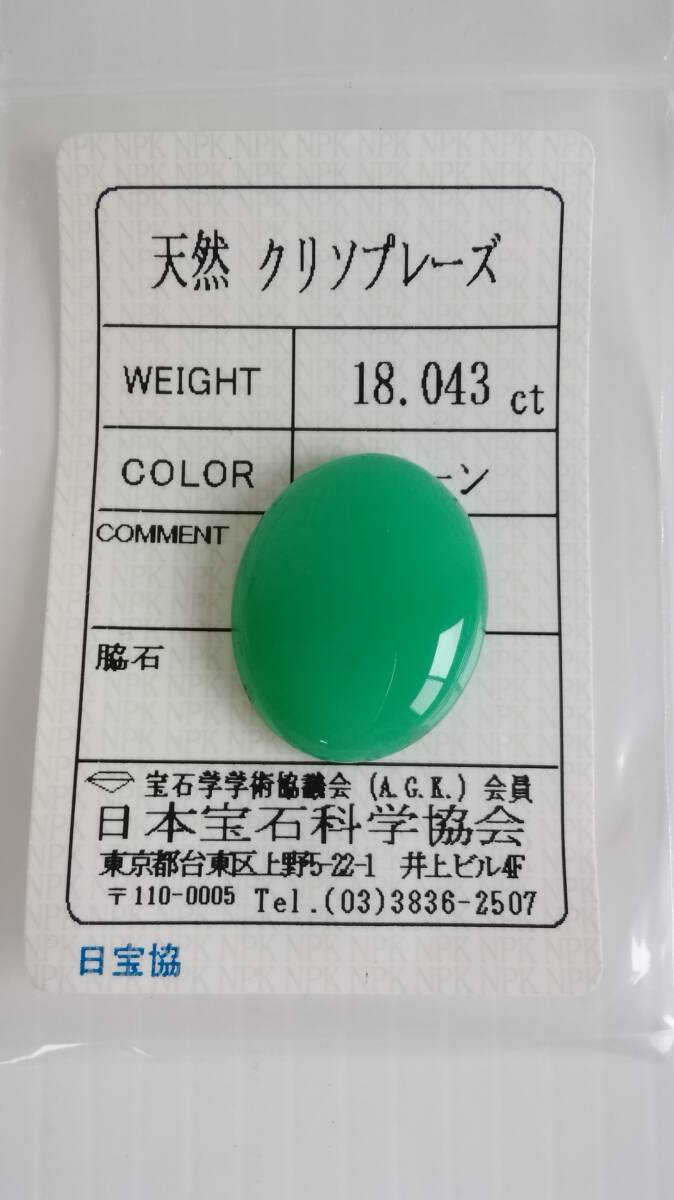 天然 クリソプレーズ
WEIGHT 18.043 ct
COLOR ーン
COMMENT
脇石
宝石学学術協議会 (A.G.K.) 会員
日本宝石科学協会
東京都台東区上野5-22-1 井上ビル4F
〒110-0005 Tel.(03)3836-2507
日宝協